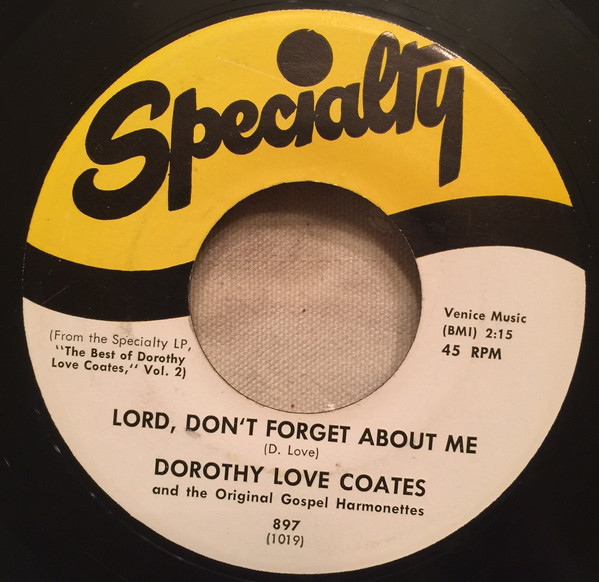 Specialty
(From the Specialty LP,
"The Best of Dorothy
Love Coates," Vol. 2)
Venice Music
(BMI) 2:15
45 RPM
LORD, DON'T FORGET ABOUT ME
(D. Love)
DOROTHY LOVE COATES
and the Original Gospel Harmonettes
897
(1019)